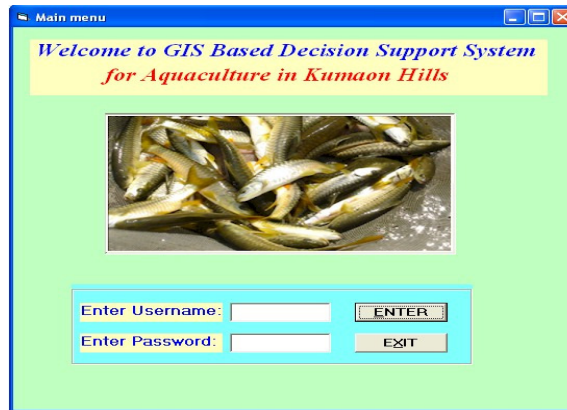 Main menu
Welcome to GIS Based Decision Support System
for Aquaculture in Kumaon Hills
Enter Username:
ENTER
Enter Password:
EXIT